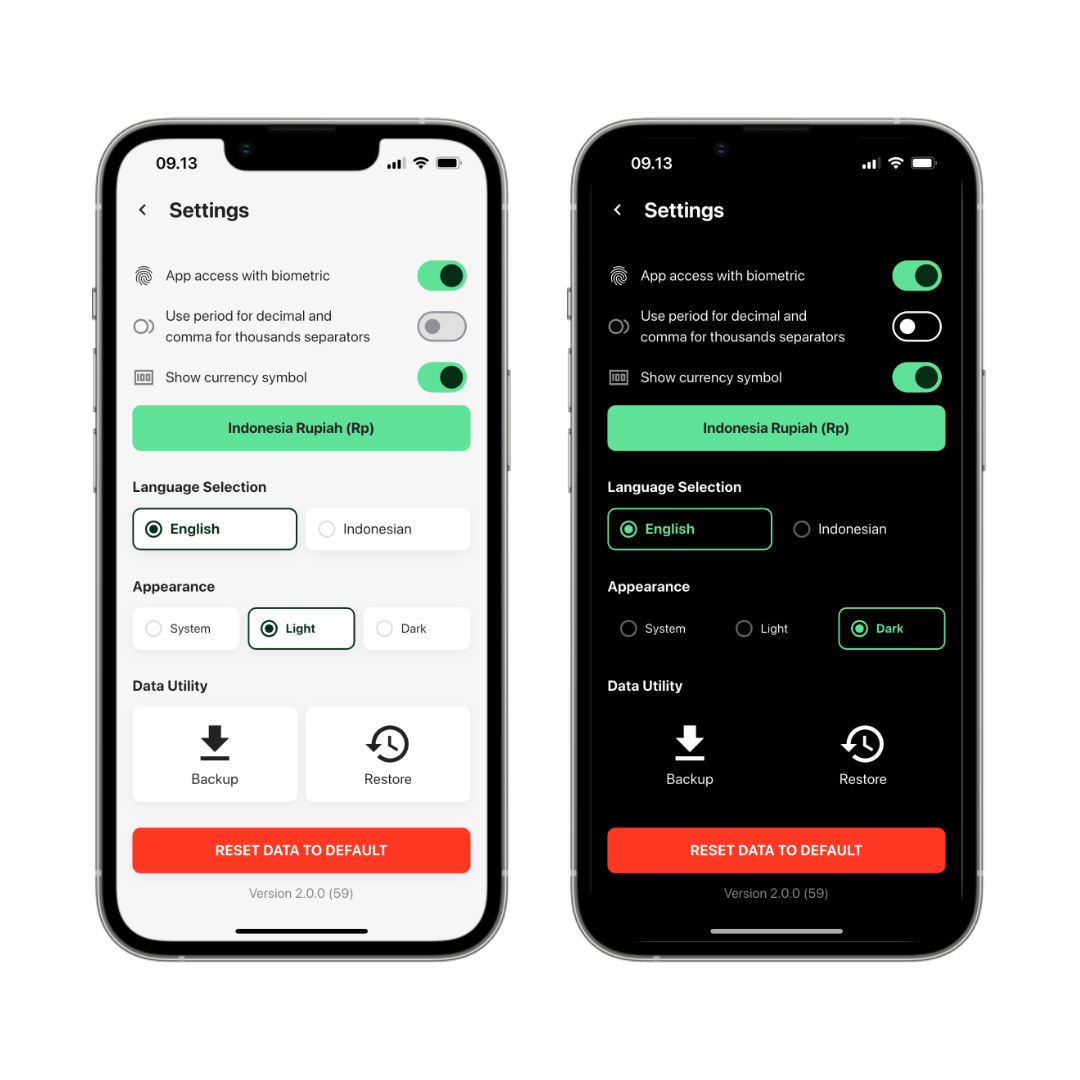 09.13
Settings
App access with biometric
Use period for decimal and
comma for thousands separators
100
Show currency symbol
Indonesia Rupiah (Rp)
Language Selection
English
Indonesian
Appearance
System
Light
Dark
Data Utility
Backup
Restore
RESET DATA TO DEFAULT
Version 2.0.0 (59)
09.13
Settings
App access with biometric
Use period for decimal and
comma for thousands separators
100
Show currency symbol
Indonesia Rupiah (Rp)
Language Selection
English
Indonesian
Appearance
System
Light
Dark
Data Utility
Backup
Restore
RESET DATA TO DEFAULT
Version 2.0.0 (59)